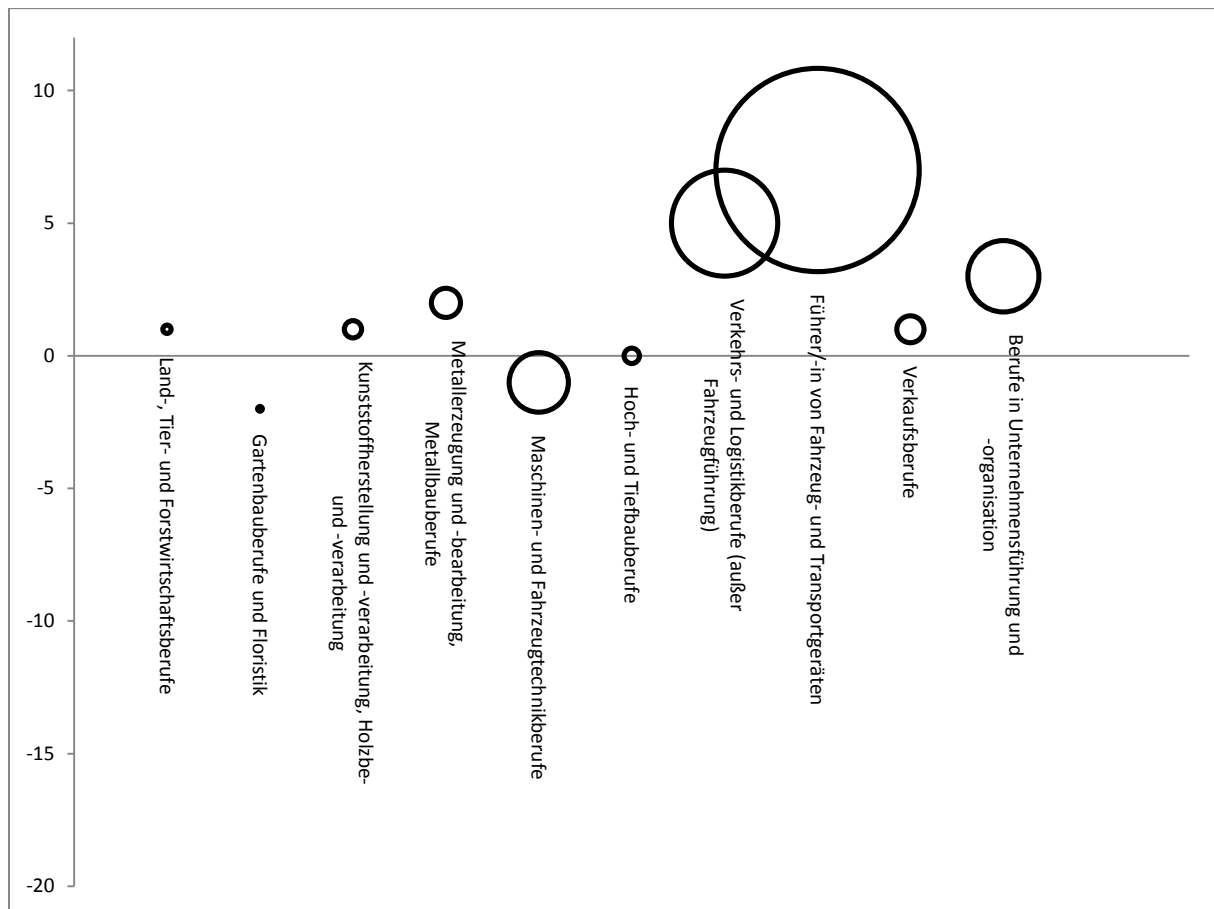 10
5
0
-5
-10
-15
-20
Land-, Tier- und Forstwirtschaftsberufe
Gartenbauberufe und Floristik
Kunststoffherstellung und -verarbeitung, Holzbe-
und -verarbeitung
Metallerzeugung und -bearbeitung,
Metallbauberufe
Maschinen- und Fahrzeugtechnikberufe
Hoch- und Tiefbauberufe
Verkehrs- und Logistikberufe (außer
Fahrzeugführung)
Führer/-in von Fahrzeug- und Transportgeräten
Verkaufsberufe
Berufe in Unternehmensführung und
-organisation